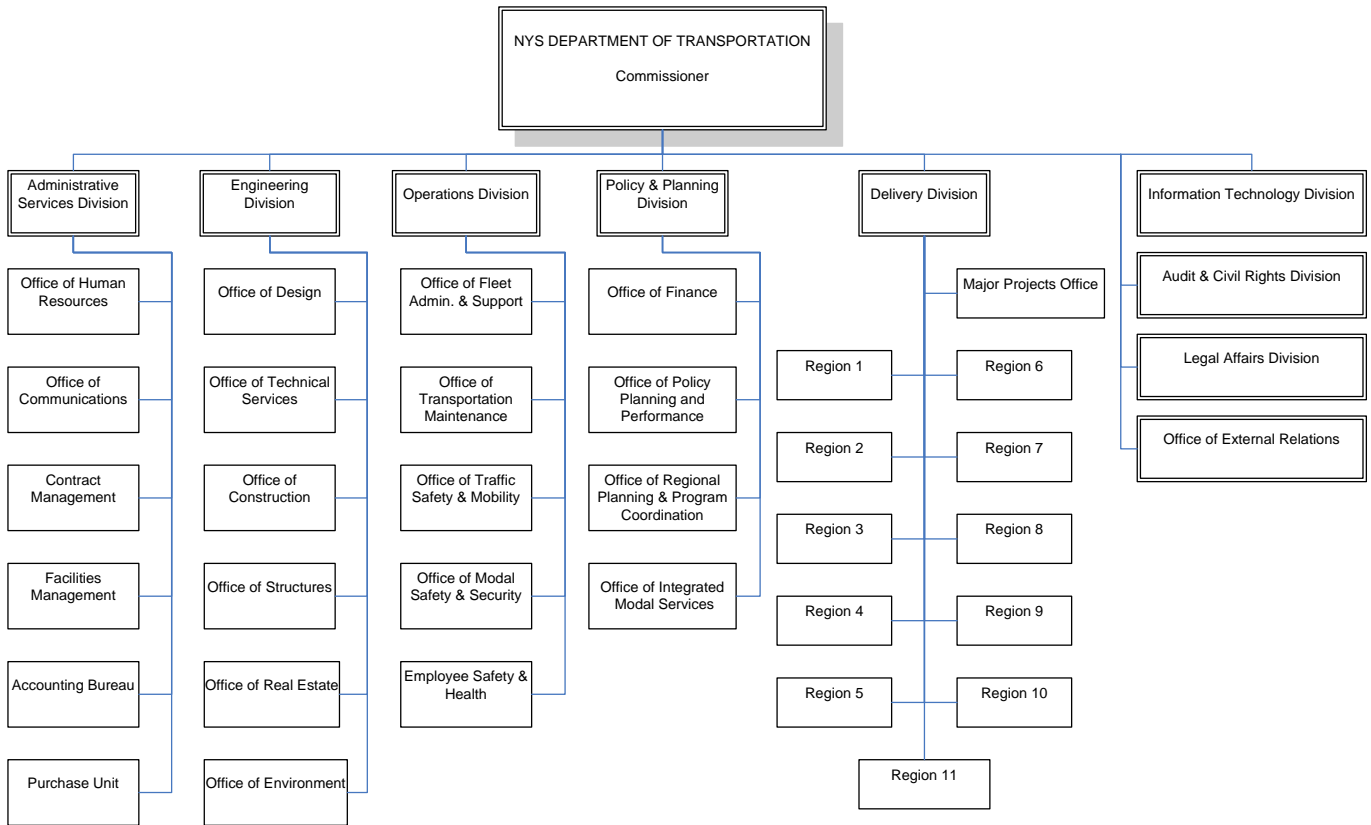 NYS DEPARTMENT OF TRANSPORTATION
Commissioner
Administrative
Services Division
Engineering
Division
Operations Division
Policy & Planning
Division
Delivery Division
Information Technology Division
Office of Human
Resources
Office of
Communications
Contract
Management
Facilities
Management
Accounting Bureau
Purchase Unit
Office of Design
Office of Technical
Services
Office of
Construction
Office of Structures
Office of Real Estate
Office of Environment
Office of Fleet
Admin. & Support
Office of
Transportation
Maintenance
Office of Traffic
Safety & Mobility
Office of Modal
Safety & Security
Employee Safety &
Health
Office of Finance
Office of Policy
Planning and
Performance
Office of Regional
Planning & Program
Coordination
Office of Integrated
Modal Services
Major Projects Office
Region 1
Region 2
Region 3
Region 4
Region 5
Region 6
Region 7
Region 8
Region 9
Region 10
Region 11
Audit & Civil Rights Division
Legal Affairs Division
Office of External Relations